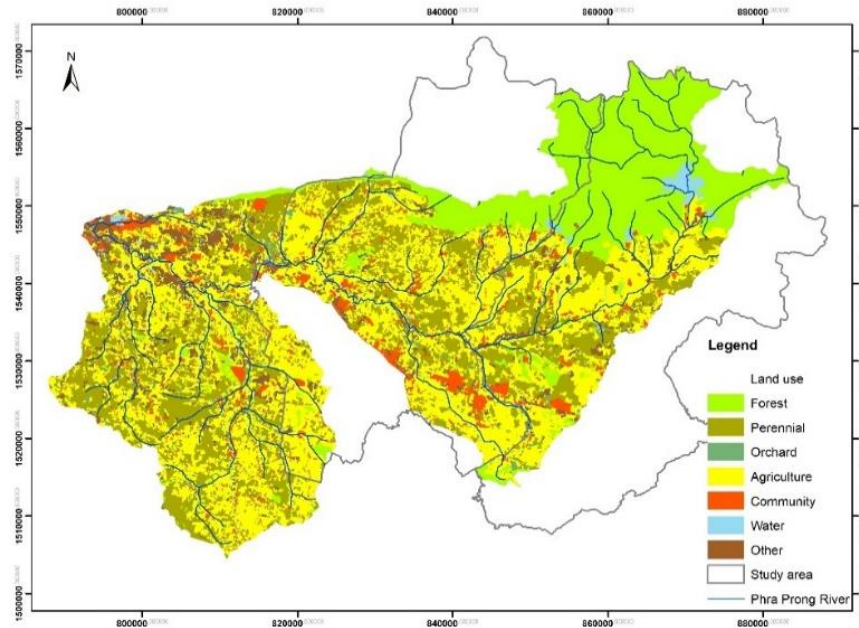 800000 820000 840000 860000 880000
N
1570000
1560000
1550000
1540000
1530000
1520000
1510000
1500000
Legend
Land use
Forest
Perennial
Orchard
Agriculture
Community
Water
Other
Study area
Phra Prong River
800000 820000 840000 860000 880000